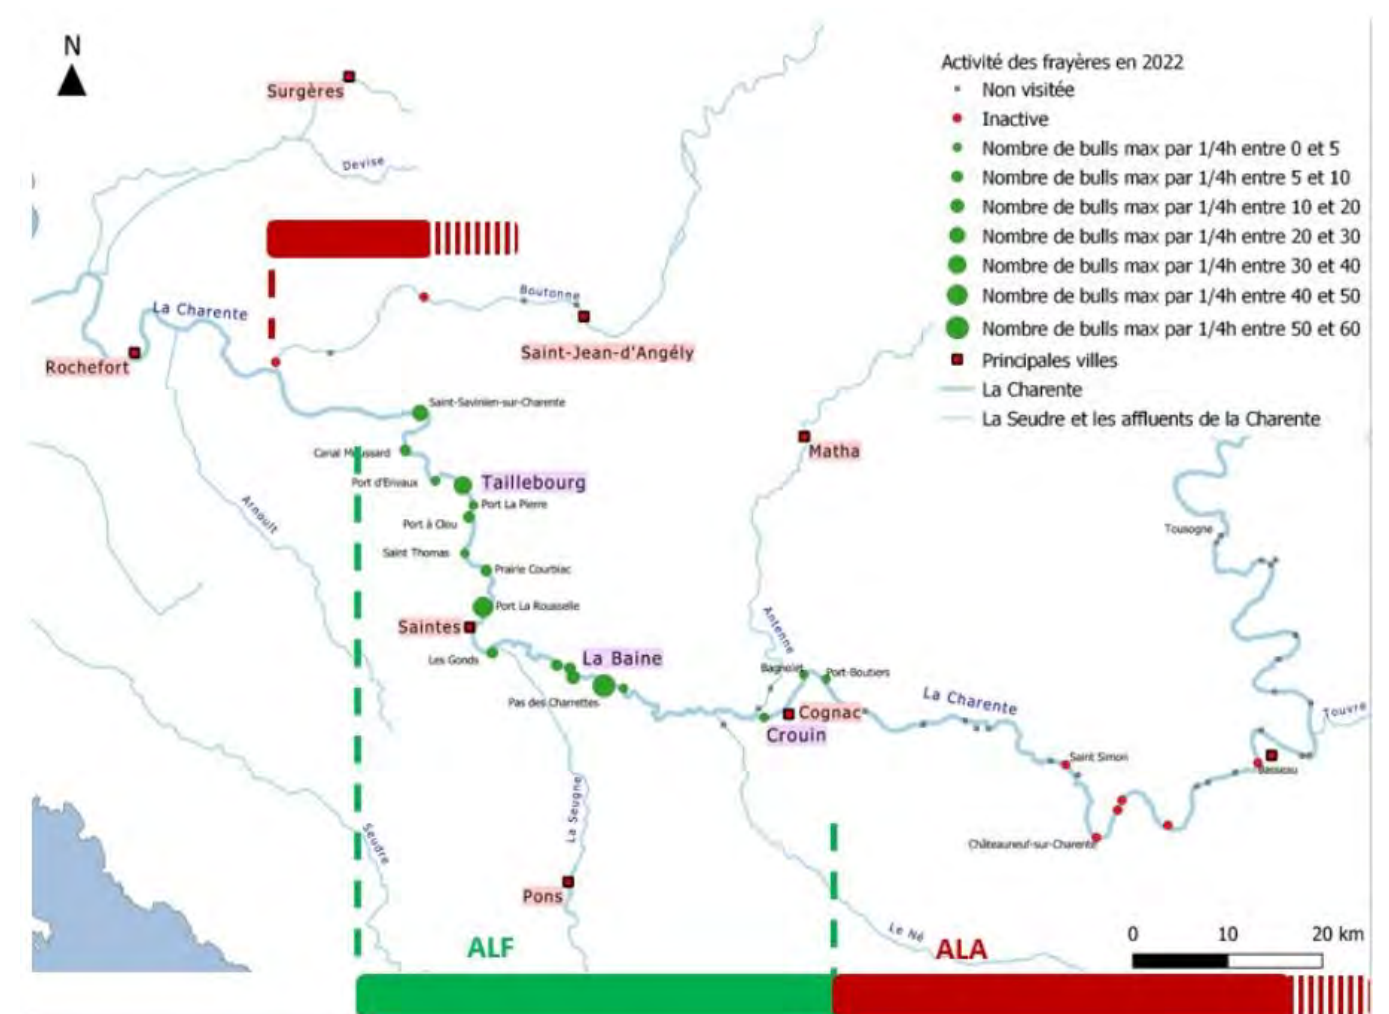 N
Surgères
Devise
Activité des frayères en 2022
Non visitée
Inactive
Nombre de bulls max par 1/4h entre 0 et 5
Nombre de bulls max par 1/4h entre 5 et 10
Nombre de bulls max par 1/4h entre 10 et 20
Nombre de bulls max par 1/4h entre 20 et 30
Nombre de bulls max par 1/4h entre 30 et 40
Nombre de bulls max par 1/4h entre 40 et 50
Nombre de bulls max par 1/4h entre 50 et 60
Principales villes
La Charente
La Seudre et les affluents de la Charente
La Charente
Boutonne
Rochefort
Saint-Jean-d'Angély
Saint-Savinien-sur-Charente
Matha
Canal Moussard
Port d'Envaux
Taillebourg
Port La Pierre
Port à Clou
Arnoult
Tousogne
Saint Thomas
Prairie Courbiac
Port La Rousselle
Saintes
Antenne
Les Gonds
La Baine
Bagnolet
Port-Boutiers
Pas des Charrettes
La Charente
Cognac
Touvre
Crouin
Saint Simon
Basseau
La Seugne
Seudre
Châteauneuf-sur-Charente
Pons
Le Né
ALF
ALA
0 10 20 km